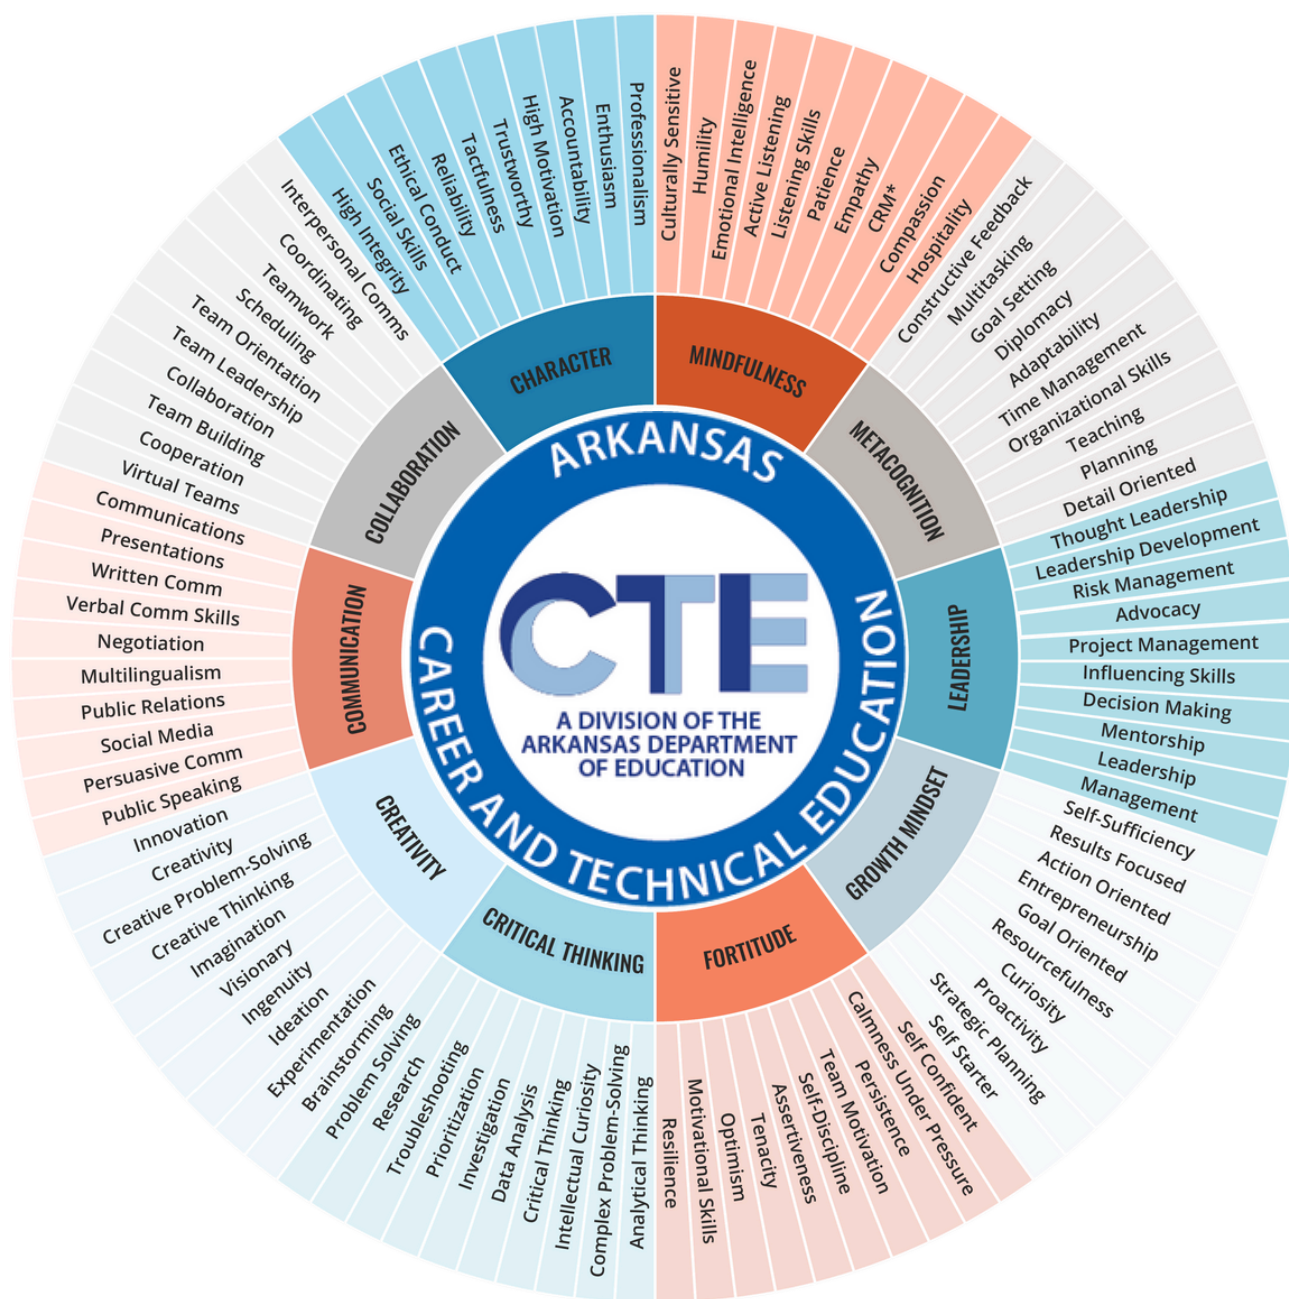 ARKANSAS
CAREER AND TECHNICAL EDUCATION
CTE
A DIVISION OF THE
ARKANSAS DEPARTMENT
OF EDUCATION
MINDFULNESS
Culturally Sensitive
Humility
Emotional Intelligence
Active Listening
Listening Skills
Patience
Empathy
CRM*
Compassion
Hospitality
METACOGNITION
Constructive Feedback
Multitasking
Goal Setting
Diplomacy
Adaptability
Time Management
Organizational Skills
Teaching
Planning
Detail Oriented
LEADERSHIP
Thought Leadership
Leadership Development
Risk Management
Advocacy
Project Management
Influencing Skills
Decision Making
Mentorship
Leadership
Management
GROWTH MINDSET
Self-Sufficiency
Results Focused
Action Oriented
Entrepreneurship
Goal Oriented
Resourcefulness
Curiosity
Proactivity
Strategic Planning
Self Starter
FORTITUDE
Self Confident
Calmness Under Pressure
Persistence
Team Motivation
Self-Discipline
Assertiveness
Tenacity
Optimism
Motivational Skills
Resilience
CRITICAL THINKING
Analytical Thinking
Complex Problem-Solving
Intellectual Curiosity
Critical Thinking
Data Analysis
Investigation
Prioritization
Troubleshooting
Research
Problem Solving
CREATIVITY
Brainstorming
Experimentation
Ideation
Ingenuity
Visionary
Imagination
Creative Thinking
Creative Problem-Solving
Creativity
Innovation
COMMUNICATION
Public Speaking
Persuasive Comm
Social Media
Public Relations
Multilingualism
Negotiation
Verbal Comm Skills
Written Comm
Presentations
Communications
COLLABORATION
Virtual Teams
Cooperation
Team Building
Collaboration
Team Leadership
Team Orientation
Scheduling
Teamwork
Coordinating
Interpersonal Comms
CHARACTER
High Integrity
Social Skills
Ethical Conduct
Reliability
Tactfulness
Trustworthy
High Motivation
Accountability
Enthusiasm
Professionalism